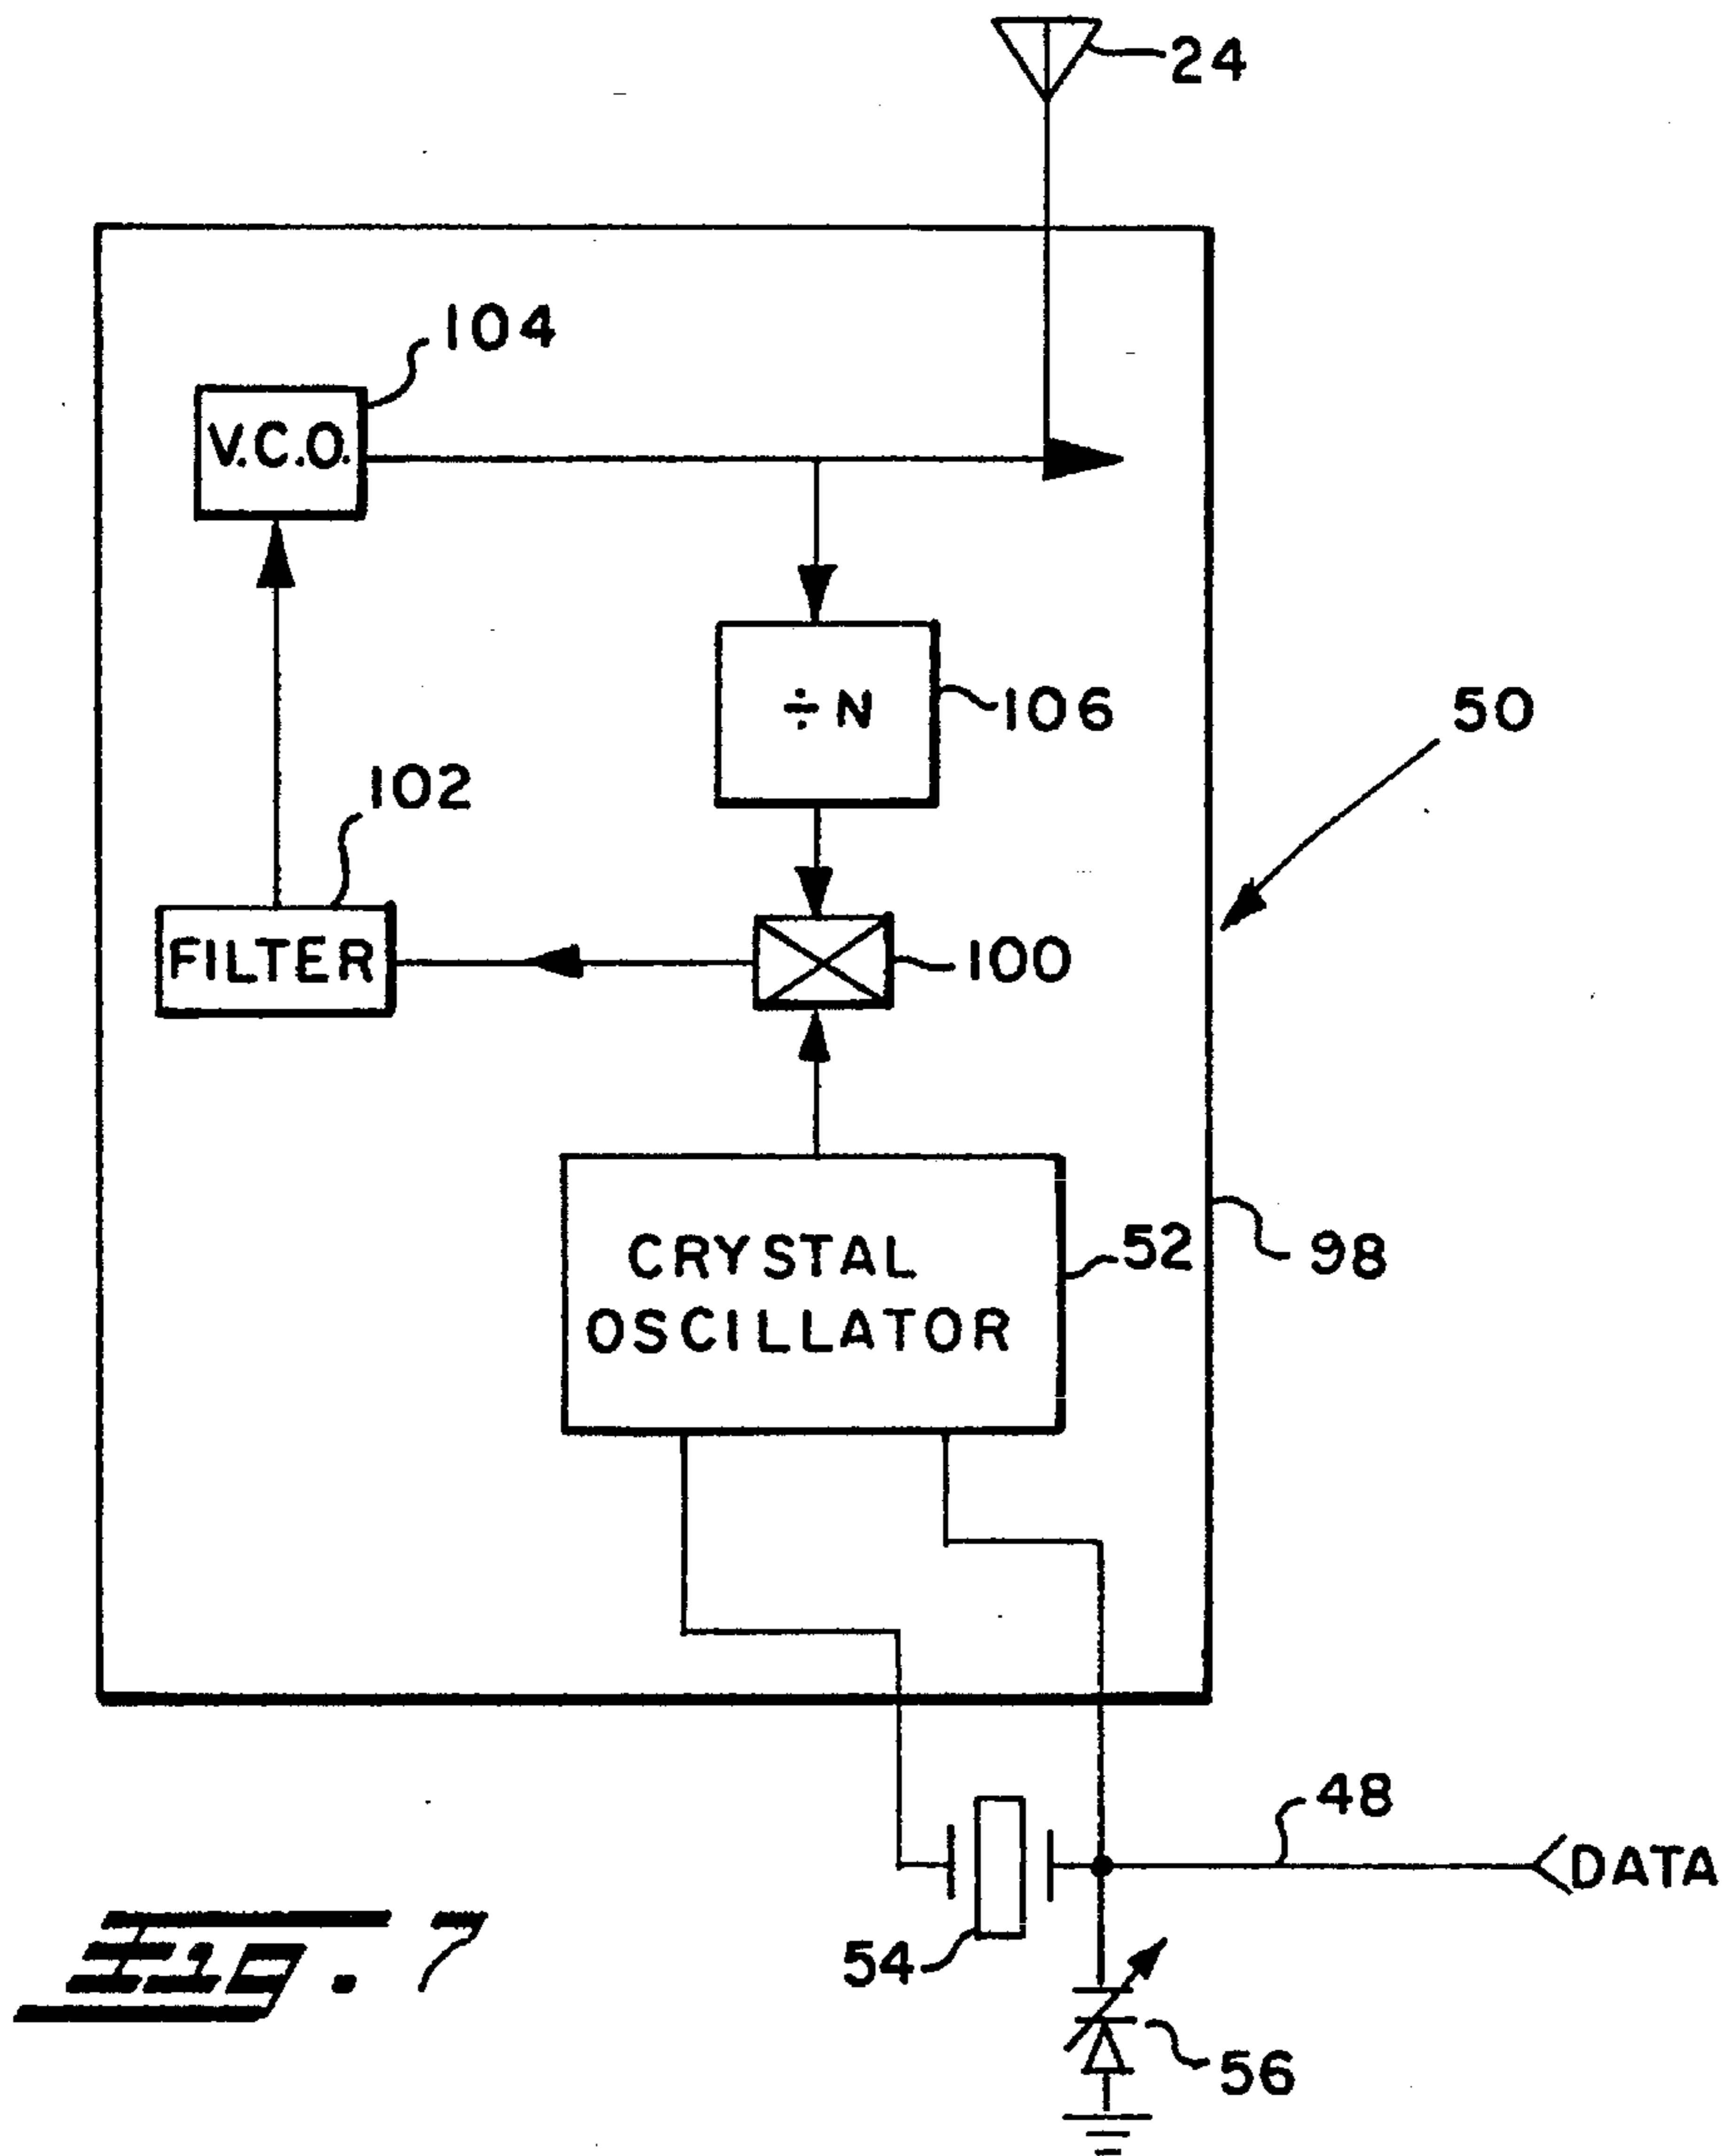 24
104
V.C.O.
÷N
106
50
102
FILTER
100
CRYSTAL
OSCILLATOR
52
98
48
DATA
54
Fig. 7
56